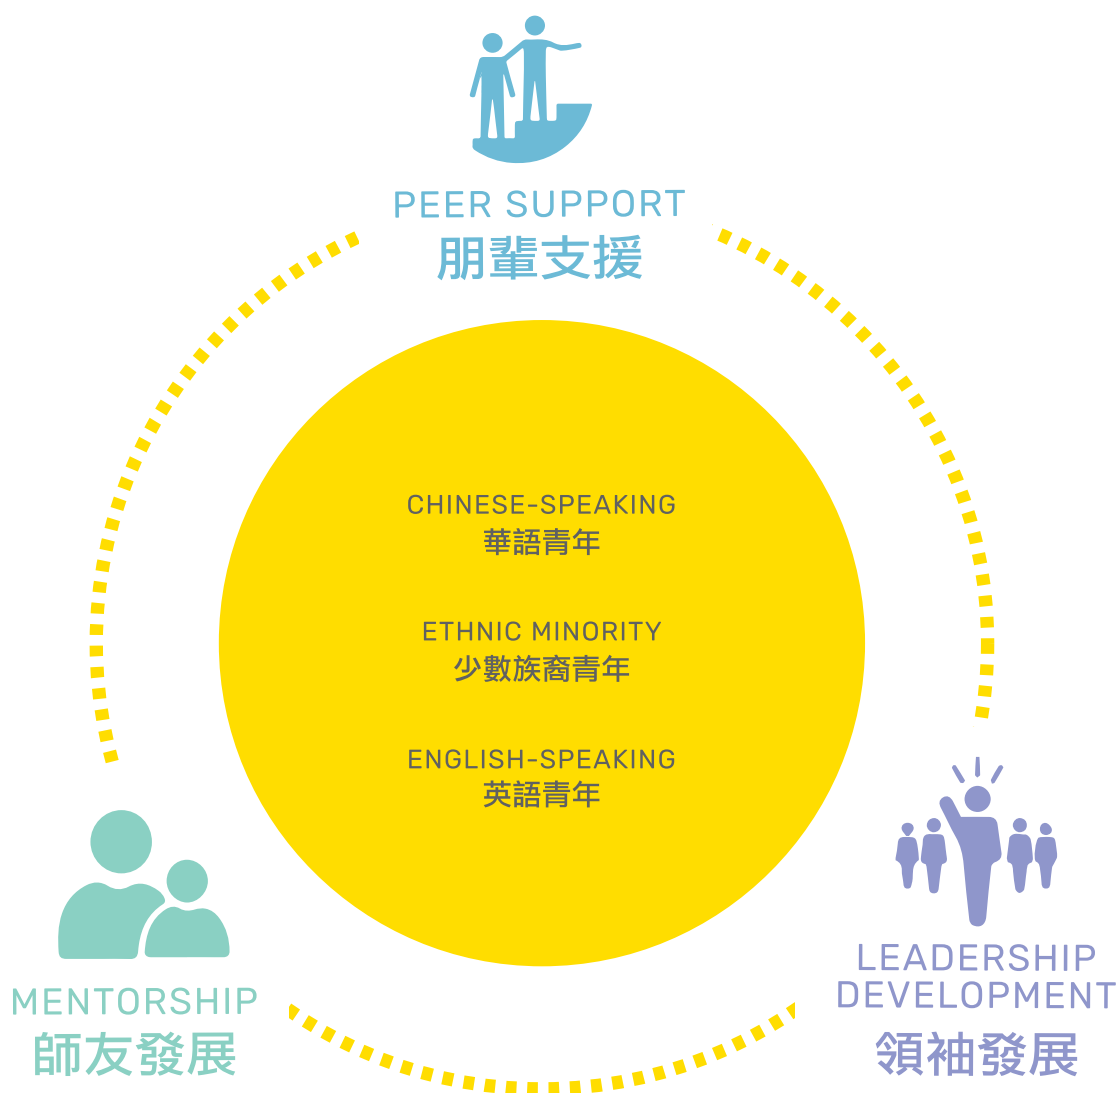 PEER SUPPORT
朋輩支援
CHINESE-SPEAKING
華語青年
ETHNIC MINORITY
少數族裔青年
ENGLISH-SPEAKING
英語青年
MENTORSHIP
師友發展
LEADERSHIP
DEVELOPMENT
領袖發展